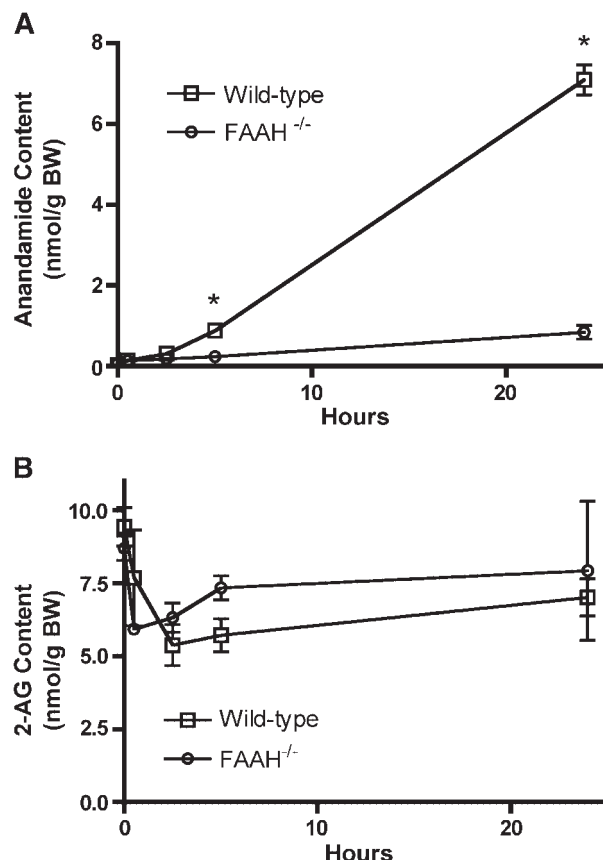 A
8
6
4
2
0
Anandamide Content
(nmol/g BW)
Wild-type
FAAH -/-
*
*
0
10
20
Hours
B
10.0
7.5
5.0
2.5
0.0
2-AG Content
(nmol/g BW)
Wild-type
FAAH-/-
0
10
20
Hours